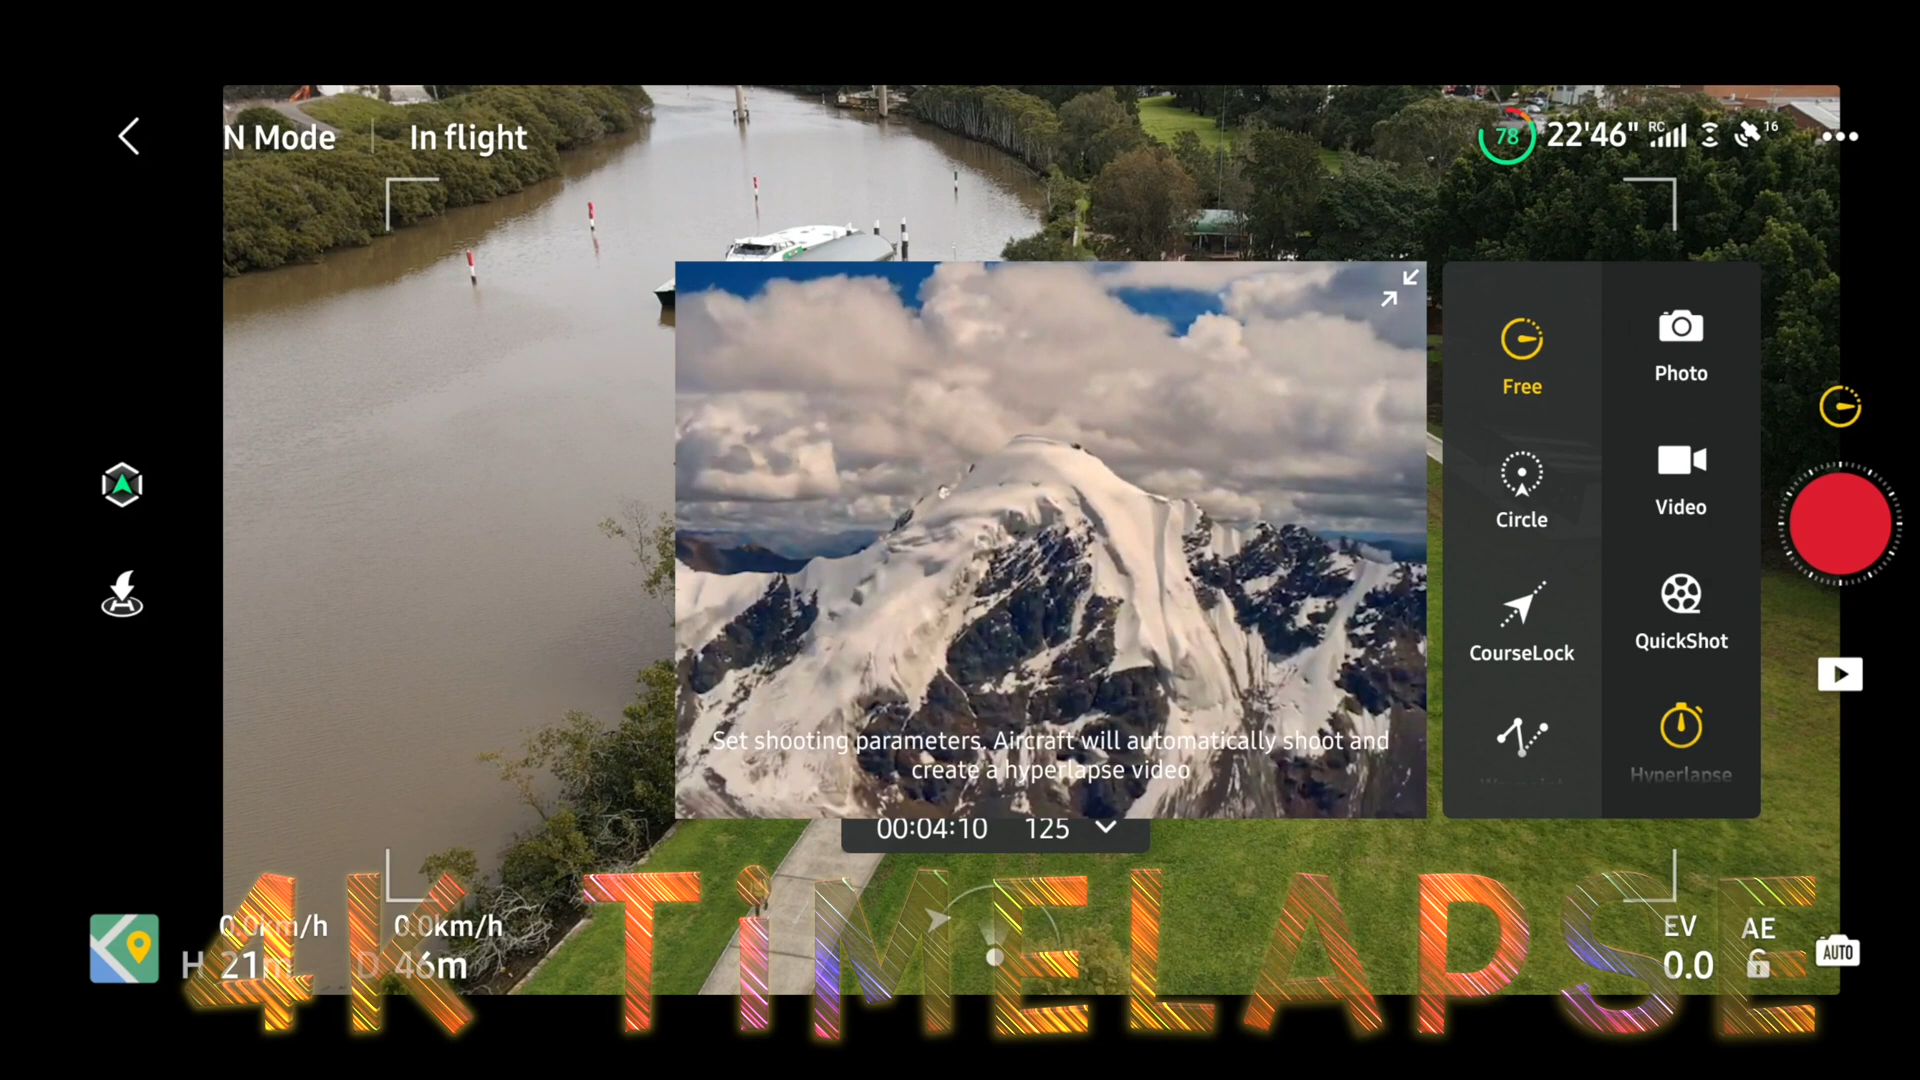 N Mode
In flight
78
22'46"
RC
16
Free
Photo
Circle
Video
CourseLock
QuickShot
Hyperlapse
Set shooting parameters. Aircraft will automatically shoot and
create a hyperlapse video
00:04:10 125
4K TiMELAPSE
0.0km/h 0.0km/h
H 21m D 46m
EV
0.0
AE
AUTO